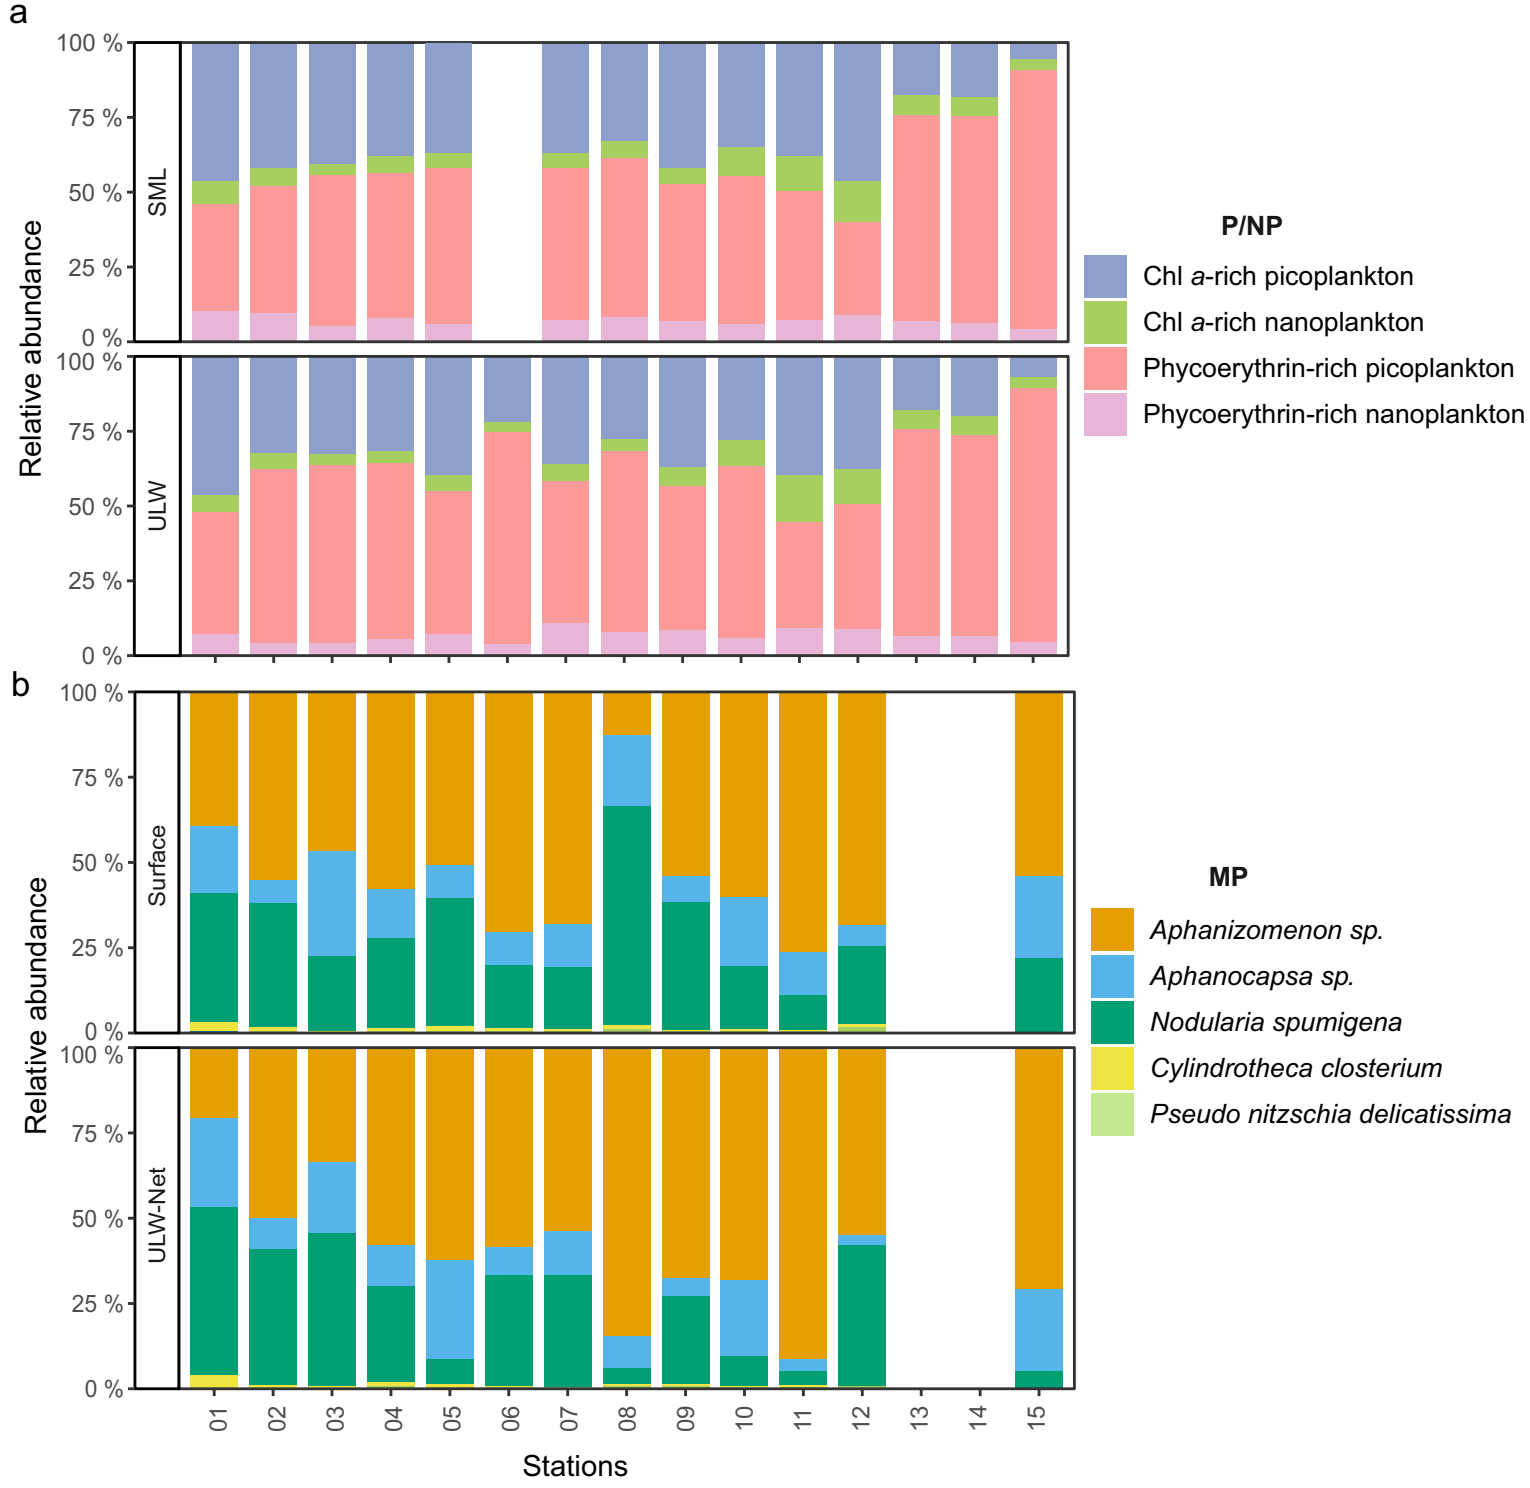 a
100 %
75 %
50 %
25 %
0 %
SML
100 %
75 %
50 %
25 %
0 %
ULW
Relative abundance
P/NP
Chl a-rich picoplankton
Chl a-rich nanoplankton
Phycoerythrin-rich picoplankton
Phycoerythrin-rich nanoplankton
b
100 %
75 %
50 %
25 %
0 %
Surface
100 %
75 %
50 %
25 %
0 %
ULW-Net
Relative abundance
01 02 03 04 05 06 07 08 09 10 11 12 13 14 15
Stations
MP
Aphanizomenon sp.
Aphanocapsa sp.
Nodularia spumigena
Cylindrotheca closterium
Pseudo nitzschia delicatissima